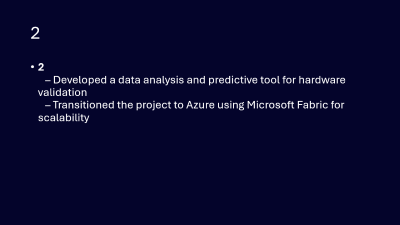 2
• 2
– Developed a data analysis and predictive tool for hardware
validation
– Transitioned the project to Azure using Microsoft Fabric for
scalability